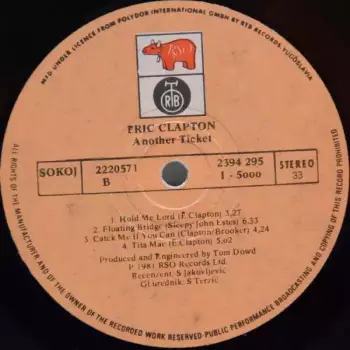 MFD UNDER LICENCE FROM POLYDOR INTERNATIONAL GMBH BY RTB RECORDS YUGOSLAVIA
RSO
RTB
ERIC CLAPTON
Another Ticket
SOKOJ
2220571
B
2394 295
1 - 5000
STEREO
33
1. Hold Me Lord (E. Clapton) 3,27
2. Floating Bridge (Sleepy John Estes) 6.33
3. Catch Me If You Can (Clapton/Brooker) 4,24
4. Tita Mae (E. Clapton) 5,02
Produced and Engineered by Tom Dowd
P 1981 RSO Records Ltd.
Recenzent: S Jakovljević
Gl urednik: S Terzić
ALL RIGHTS OF THE MANUFACTURER AND OF THE OWNER OF THE RECORDED WORK RESERVED-PUBLIC PERFORMANCE BROADCASTING AND COPYING OF THIS RECORD PROHIBITED